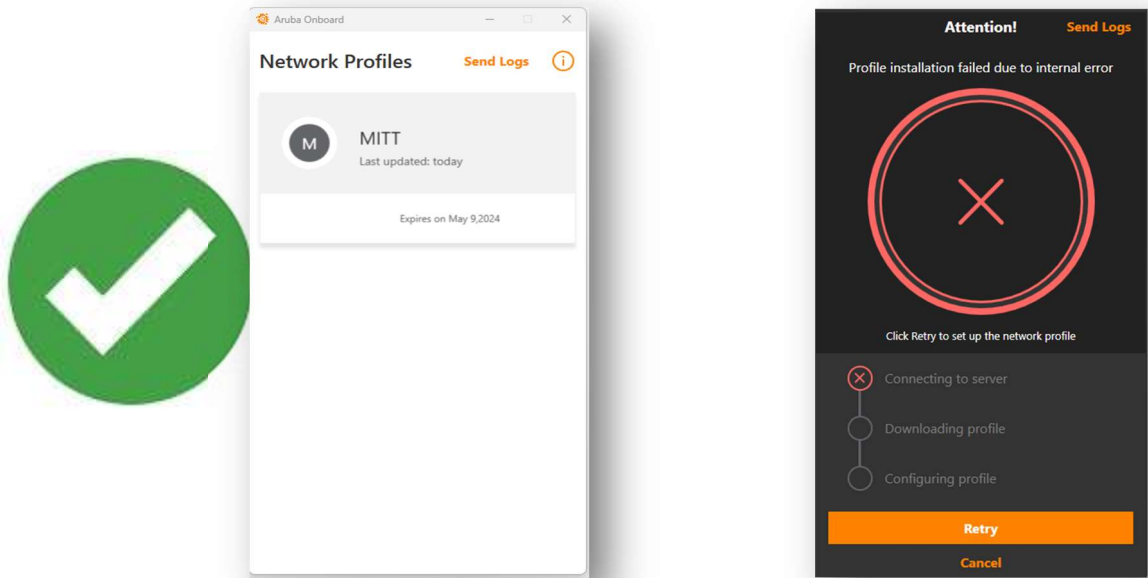 Aruba Onboard
Network Profiles
Send Logs
i
M
MITT
Last updated: today
Expires on May 9,2024
Attention!
Send Logs
Profile installation failed due to internal error
Click Retry to set up the network profile
Connecting to server
Downloading profile
Configuring profile
Retry
Cancel